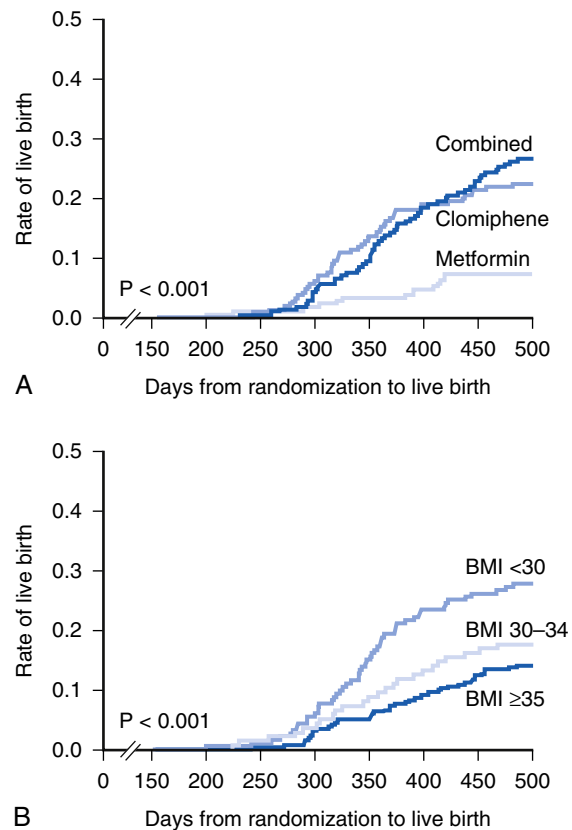 0.5
0.4
Rate of live birth
0.3
Combined
0.2
Clomiphene
0.1
Metformin
P < 0.001
0.0
0 150 200 250 300 350 400 450 500
A Days from randomization to live birth
0.5
0.4
Rate of live birth
0.3
BMI <30
0.2
BMI 30–34
0.1
BMI ≥35
P < 0.001
0.0
0 150 200 250 300 350 400 450 500
B Days from randomization to live birth